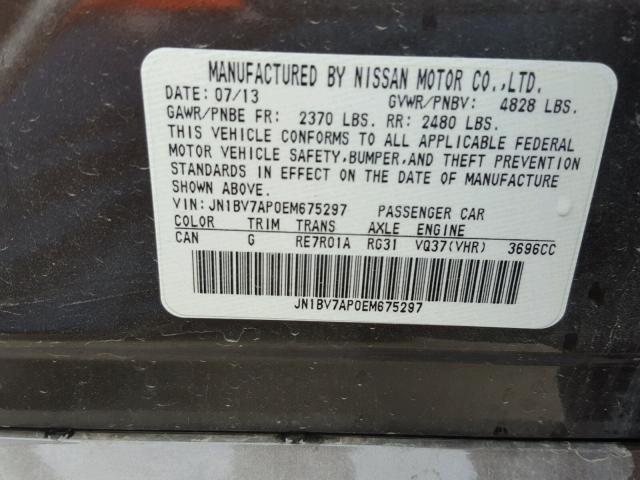 MANUFACTURED BY NISSAN MOTOR CO.,LTD.
DATE: 07/13 GVWR/PNBV: 4828 LBS.
GAWR/PNBE FR: 2370 LBS. RR: 2480 LBS.
THIS VEHICLE CONFORMS TO ALL APPLICABLE FEDERAL
MOTOR VEHICLE SAFETY,BUMPER,AND THEFT PREVENTION
STANDARDS IN EFFECT ON THE DATE OF MANUFACTURE
SHOWN ABOVE.
VIN: JN1BV7AP0EM675297 PASSENGER CAR
COLOR TRIM TRANS AXLE ENGINE
CAN G RE7R01A RG31 VQ37(VHR) 3696CC
JN1BV7AP0EM675297